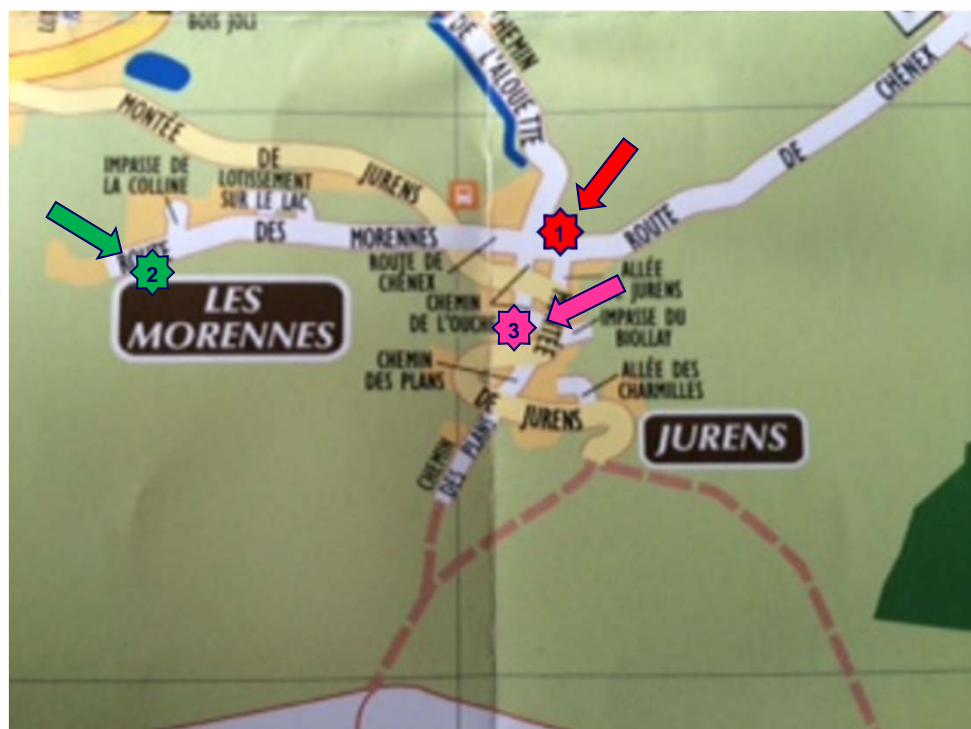 BOIS JOLI
CHEMIN
DE L'ALOUETTE
CHÊNEX
DE
ROUTE
MONTÉE
DE
JURENS
IMPASSE DE
LA COLLINE
LOTISSEMENT
SUR LE LAC
1
ROUTE
DES
MORENNES
2
LES
MORENNES
ROUTE DE
CHÊNEX
CHEMIN
DE L'OUCHE
3
ALLÉE
JURENS
IMPASSE DU
BIOLLAY
CHEMIN
DES PLANS
ALLÉE DES
CHARMILLES
DE
JURENS
JURENS
CHEMIN
DES PLANS